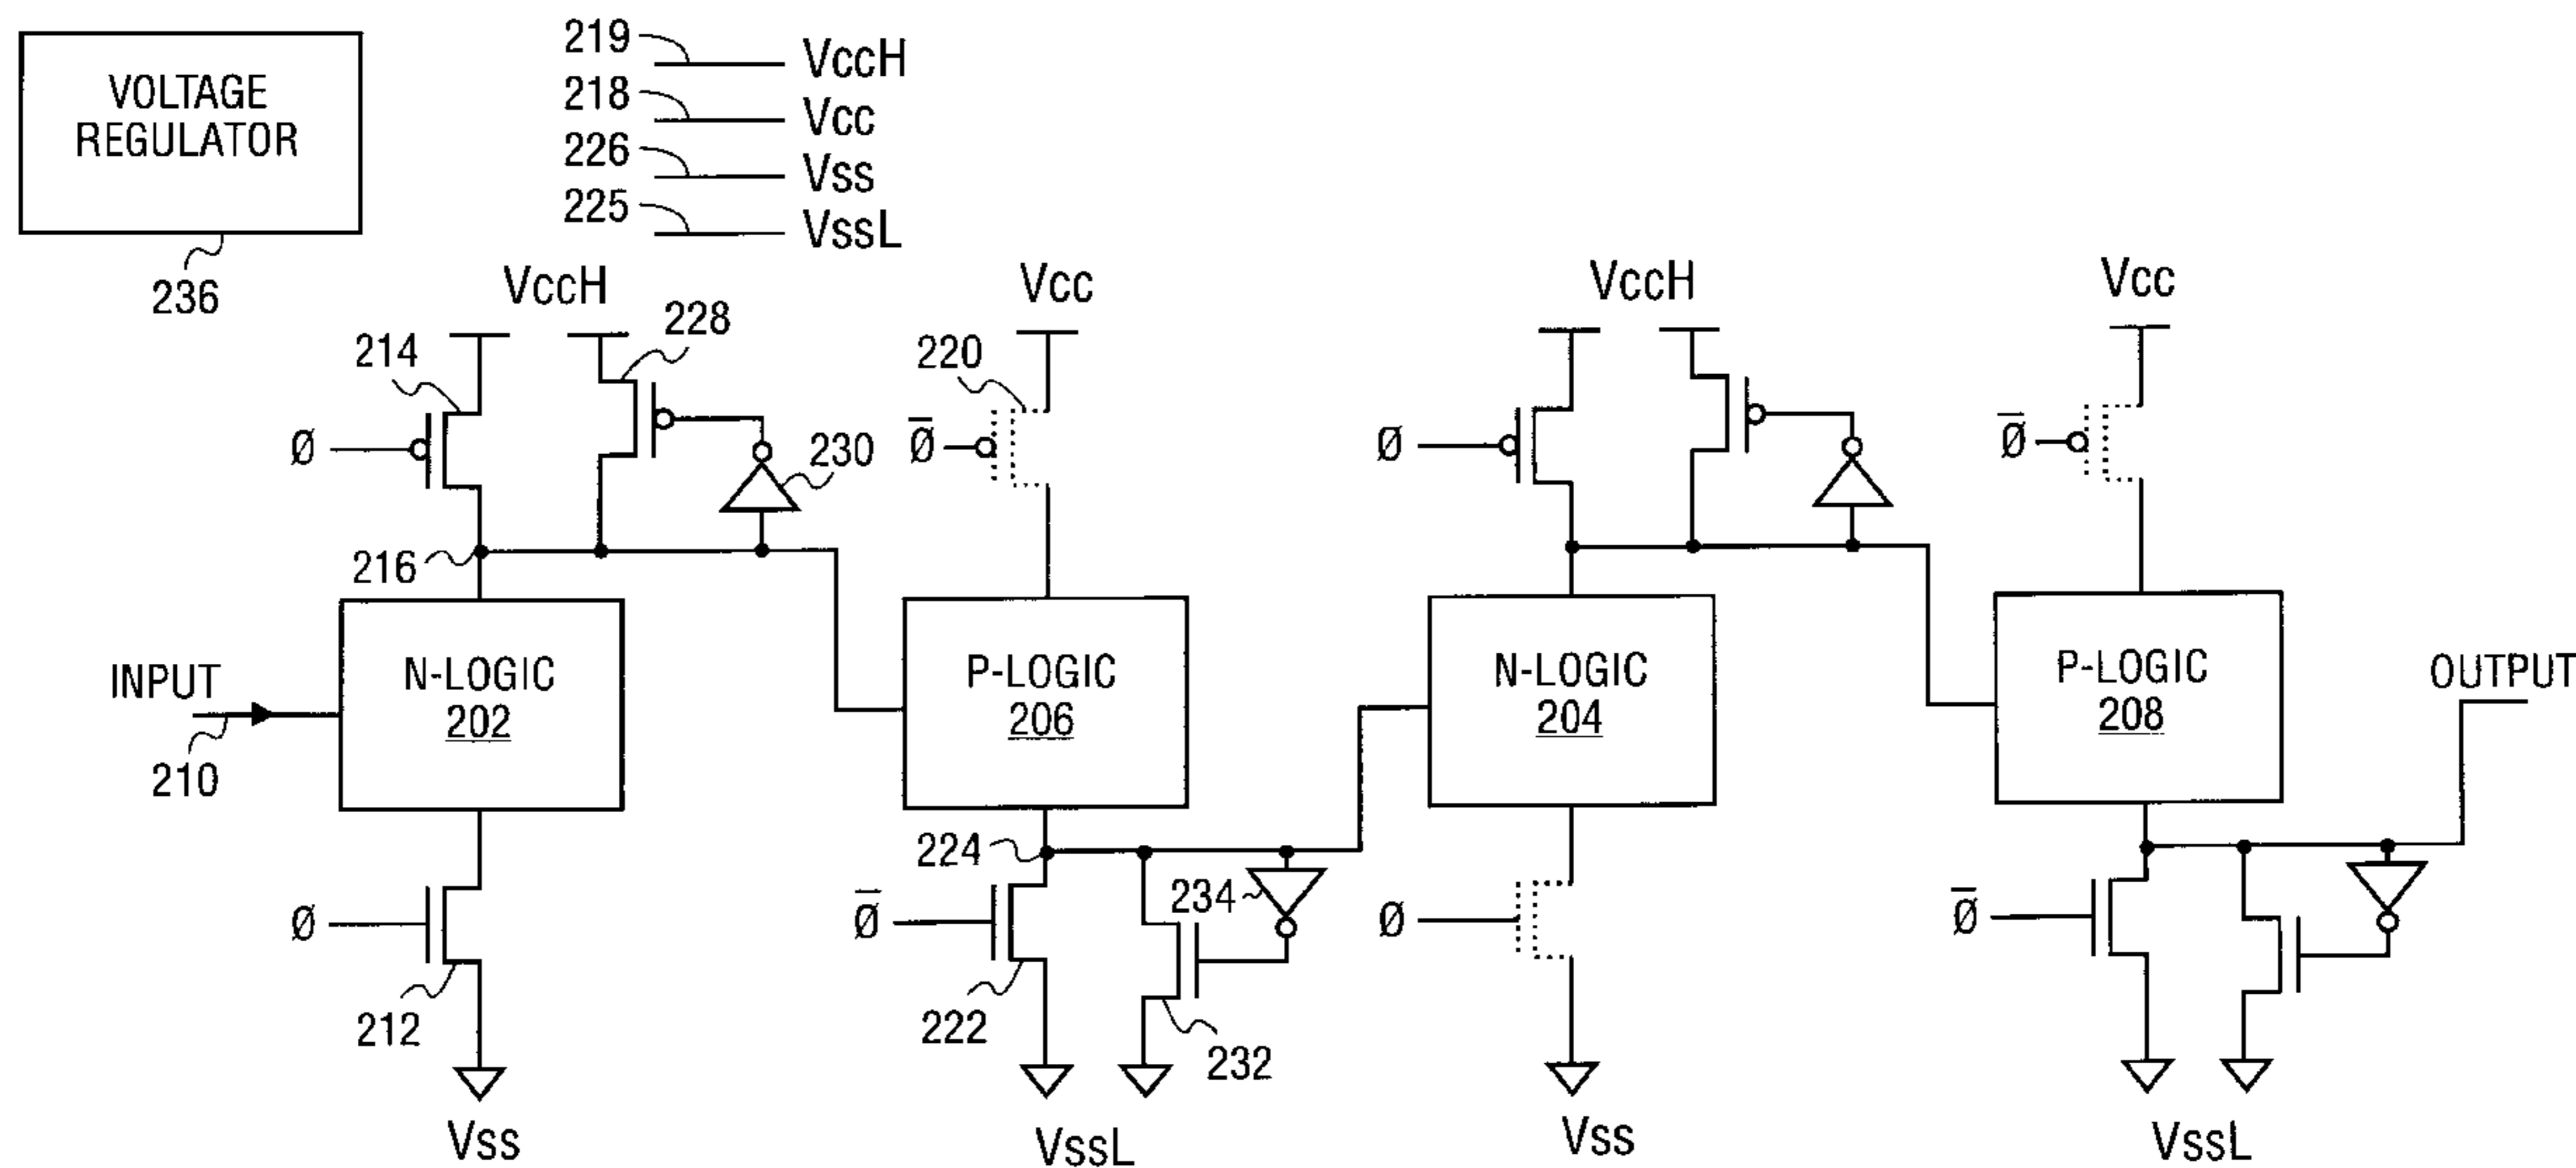 VOLTAGE
REGULATOR
236
219 VccH
218 Vcc
226 Vss
225 VssL
VccH
Vcc
VccH
Vcc
214
228
220
Ø
230
Ø̅
Ø
Ø̅
216
INPUT
210
N-LOGIC
202
P-LOGIC
206
N-LOGIC
204
P-LOGIC
208
OUTPUT
224
234
Ø
212
Ø̅
222
232
Ø
Ø̅
Vss
VssL
Vss
VssL